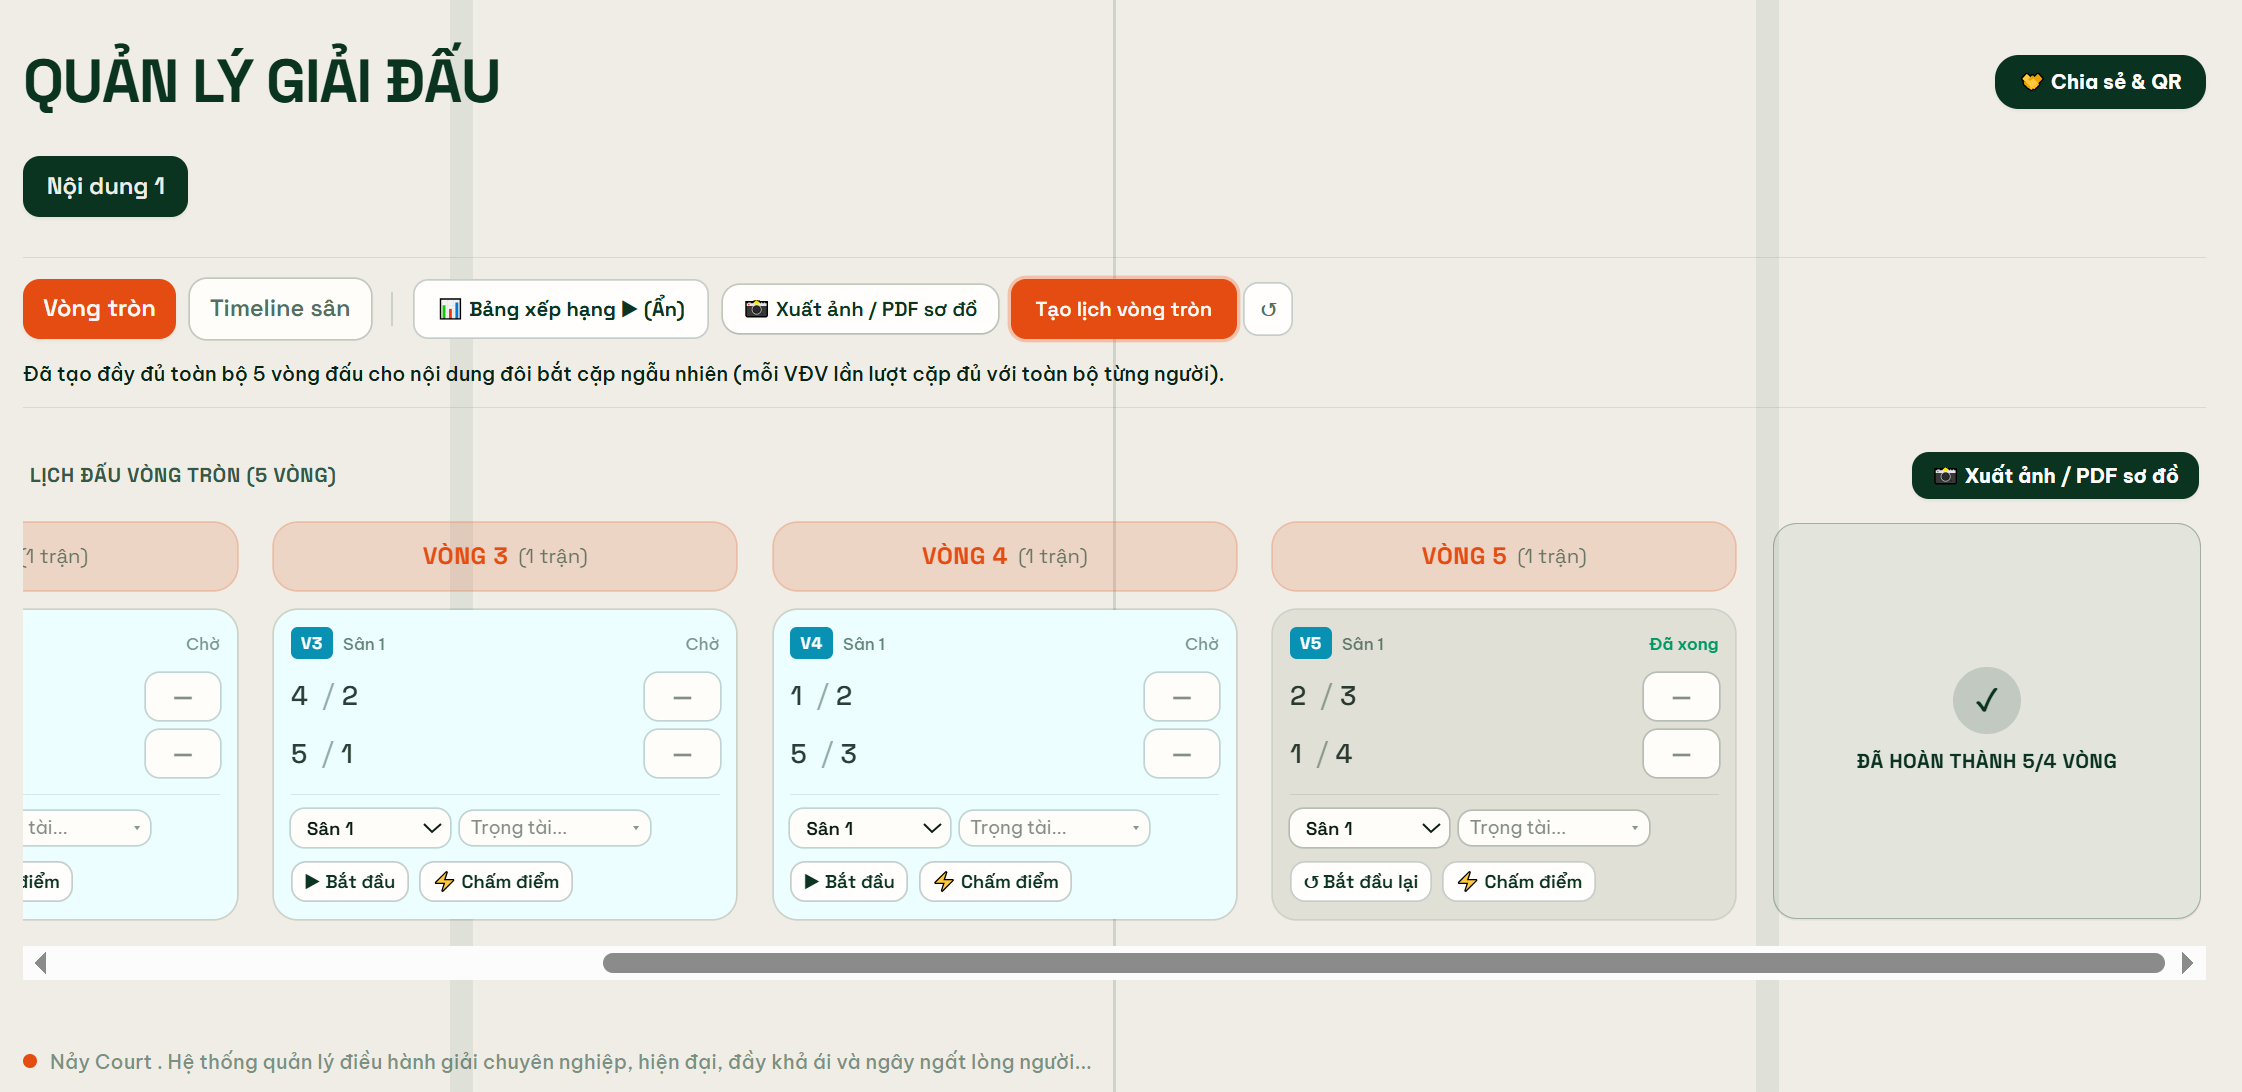 QUẢN LÝ GIẢI ĐẤU
Chia sẻ & QR
Nội dung 1
Vòng tròn
Timeline sân
Bảng xếp hạng ▶ (Ẩn)
Xuất ảnh / PDF sơ đồ
Tạo lịch vòng tròn
↺
Đã tạo đầy đủ toàn bộ 5 vòng đấu cho nội dung đôi bắt cặp ngẫu nhiên (mỗi VĐV lần lượt cặp đủ với toàn bộ từng người).
LỊCH ĐẤU VÒNG TRÒN (5 VÒNG)
Xuất ảnh / PDF sơ đồ
(1 trận)
Chờ
—
—
tài...
điểm
VÒNG 3 (1 trận)
V3 Sân 1 Chờ
4 / 2 —
5 / 1 —
Sân 1 Trọng tài...
▶ Bắt đầu ⚡ Chấm điểm
VÒNG 4 (1 trận)
V4 Sân 1 Chờ
1 / 2 —
5 / 3 —
Sân 1 Trọng tài...
▶ Bắt đầu ⚡ Chấm điểm
VÒNG 5 (1 trận)
V5 Sân 1 Đã xong
2 / 3 —
1 / 4 —
Sân 1 Trọng tài...
↺ Bắt đầu lại ⚡ Chấm điểm
✓
ĐÃ HOÀN THÀNH 5/4 VÒNG
Nảy Court . Hệ thống quản lý điều hành giải chuyên nghiệp, hiện đại, đầy khả ái và ngây ngất lòng người...